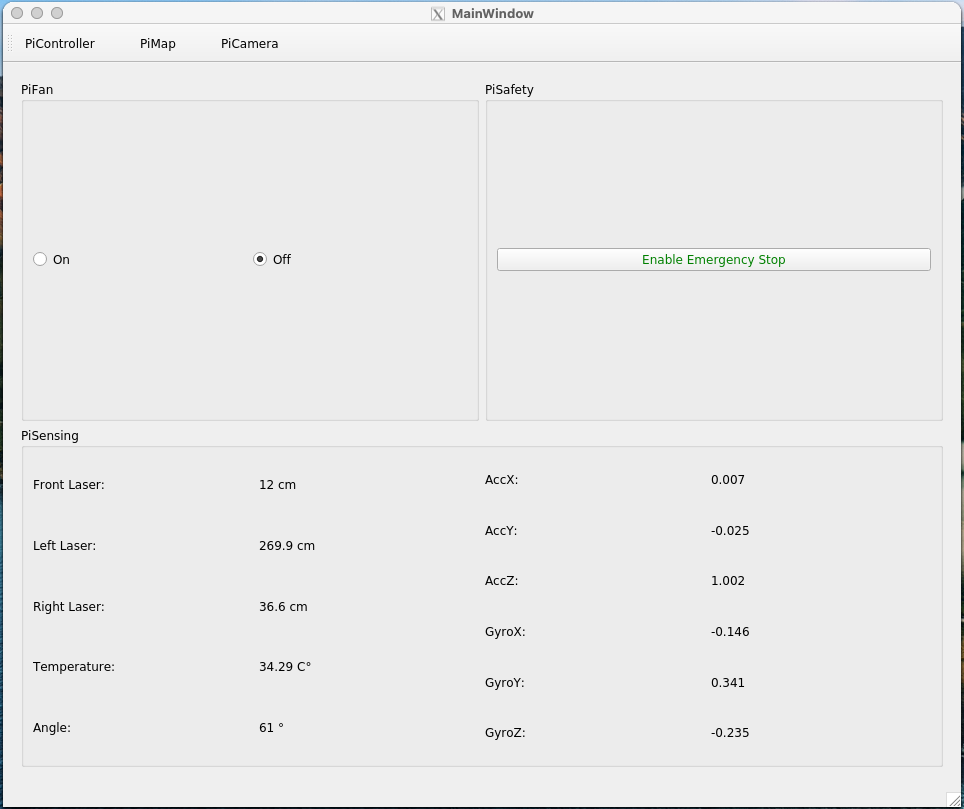 MainWindow
PiController PiMap PiCamera
PiFan
On Off
PiSafety
Enable Emergency Stop
PiSensing
Front Laser: 12 cm
Left Laser: 269.9 cm
Right Laser: 36.6 cm
Temperature: 34.29 C°
Angle: 61 °
AccX: 0.007
AccY: -0.025
AccZ: 1.002
GyroX: -0.146
GyroY: 0.341
GyroZ: -0.235